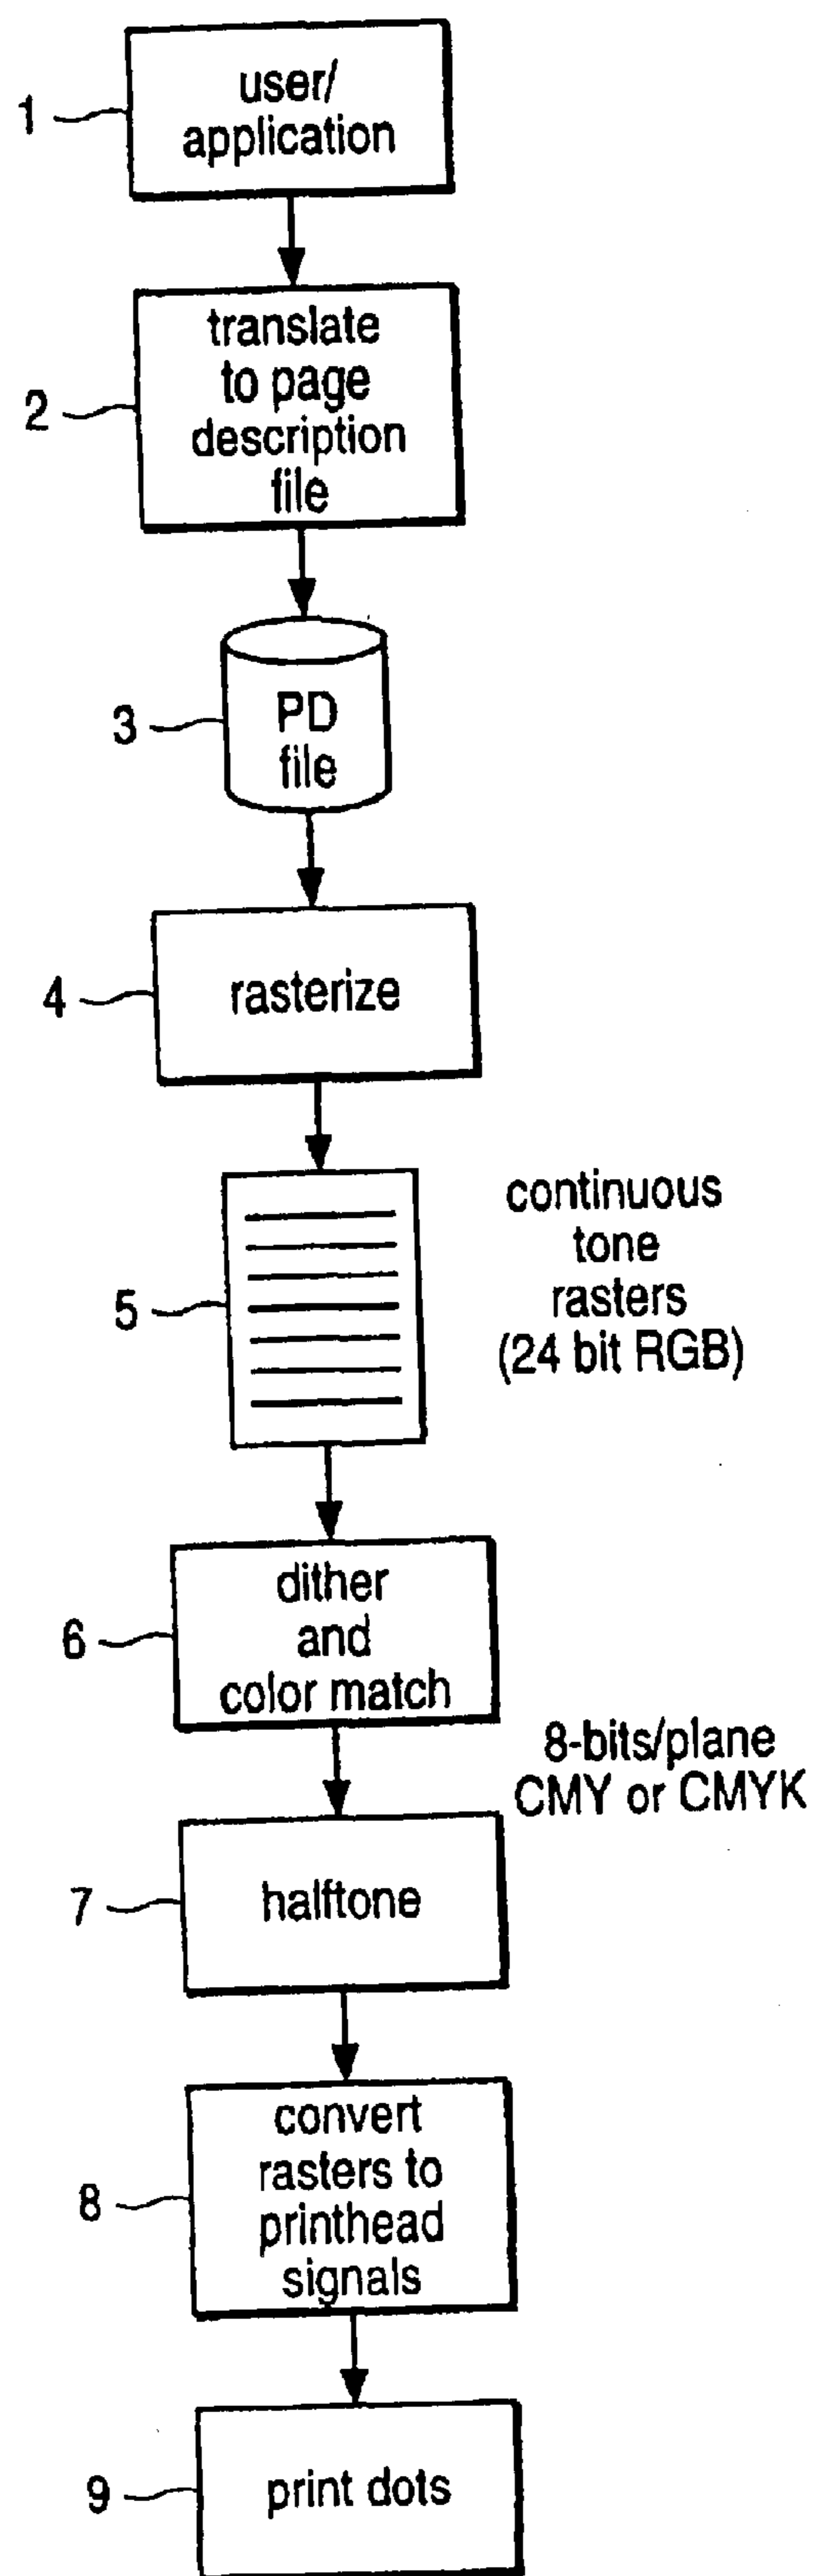 1
user/
application
2
translate
to page
description
file
3
PD
file
4
rasterize
5
continuous
tone
rasters
(24 bit RGB)
6
dither
and
color match
8-bits/plane
CMY or CMYK
7
halftone
8
convert
rasters to
printhead
signals
9
print dots